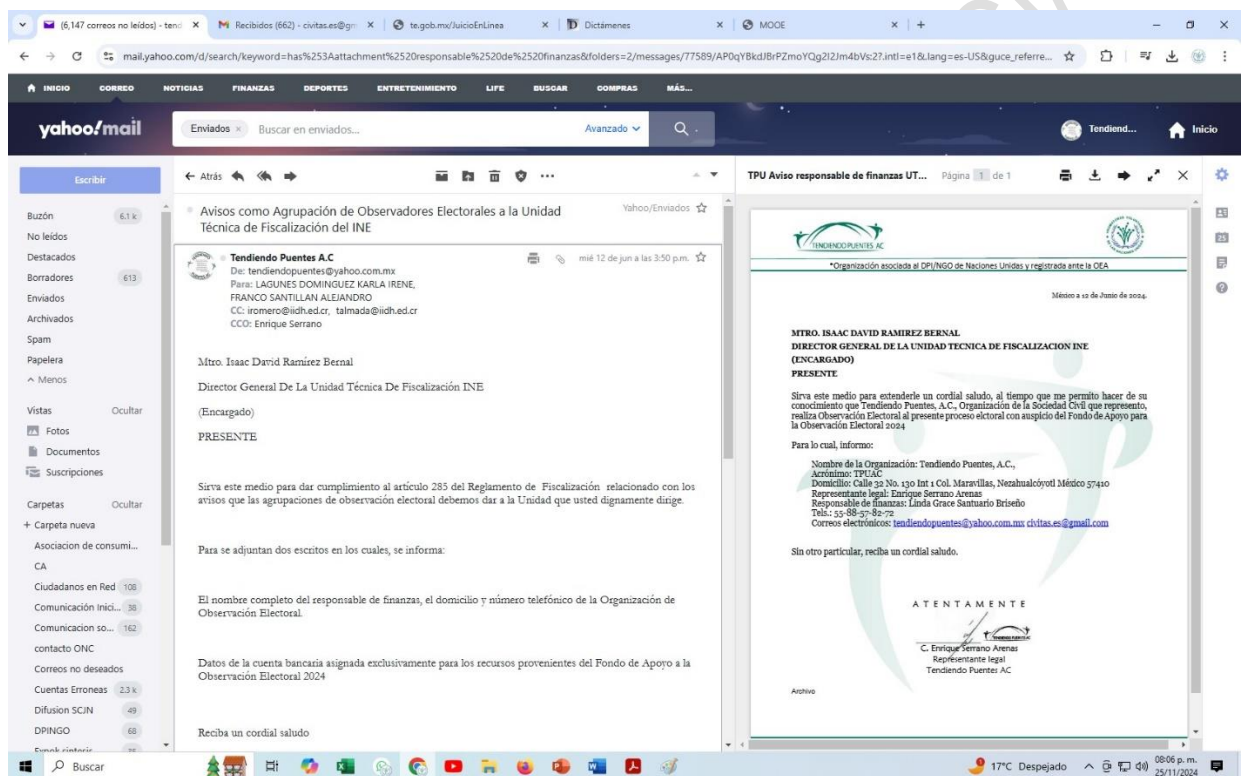 (6,147 correos no leídos) - tend
Recibidos (662) - civitas.es@gm
te.gob.mx/JuicioEnLinea
Dictámenes
MOOE
mail.yahoo.com/d/search/keyword=has%253Aattachment%2520responsable%2520de%2520finanzas&folders=2/messages/77589/AP0qYBkdJBrPZmoYQg2I2Jm4bVs:2?.intl=e1&.lang=es-US&guce_referre...
INICIO CORREO NOTICIAS FINANZAS DEPORTES ENTRETENIMIENTO LIFE BUSCAR COMPRAS MÁS...
yahoo!mail
Enviados × Buscar en enviados... Avanzado
Tendiend... Inicio
Escribir
Buzón 6.1 k
No leídos
Destacados
Borradores 613
Enviados
Archivados
Spam
Papelera
Menos
Vistas Ocultar
Fotos
Documentos
Suscripciones
Carpetas Ocultar
+ Carpeta nueva
Asociacion de consumi...
CA
Ciudadanos en Red 108
Comunicación Inici... 38
Comunicacion so... 162
contacto ONC
Correos no deseados
Cuentas Erroneas 2.3 k
Difusion SCJN 49
DPINGO 68
Atrás
Avisos como Agrupación de Observadores Electorales a la Unidad
Técnica de Fiscalización del INE
Yahoo/Enviados
Tendiendo Puentes A.C
mié 12 de jun a las 3:50 p.m.
De: tendiendopuentes@yahoo.com.mx
Para: LAGUNES DOMINGUEZ KARLA IRENE,
FRANCO SANTILLAN ALEJANDRO
CC: iromero@iidh.ed.cr, talmada@iidh.ed.cr
CCO: Enrique Serrano
Mtro. Isaac David Ramírez Bernal
Director General De La Unidad Técnica De Fiscalización INE
(Encargado)
PRESENTE
Sirva este medio para dar cumplimiento al artículo 285 del Reglamento de Fiscalización relacionado con los
avisos que las agrupaciones de observación electoral debemos dar a la Unidad que usted dignamente dirige.
Para se adjuntan dos escritos en los cuales, se informa:
El nombre completo del responsable de finanzas, el domicilio y número telefónico de la Organización de
Observación Electoral.
Datos de la cuenta bancaria asignada exclusivamente para los recursos provenientes del Fondo de Apoyo a la
Observación Electoral 2024
Reciba un cordial saludo
TPU Aviso responsable de finanzas UT... Página 1 de 1
TENDIENDO PUENTES AC
*Organización asociada al DPI/NGO de Naciones Unidas y registrada ante la OEA
México a 12 de Junio de 2024.
MTRO. ISAAC DAVID RAMIREZ BERNAL
DIRECTOR GENERAL DE LA UNIDAD TECNICA DE FISCALIZACION INE
(ENCARGADO)
PRESENTE
Sirva este medio para extenderle un cordial saludo, al tiempo que me permito hacer de su
conocimiento que Tendiendo Puentes, A.C., Organización de la Sociedad Civil que represento,
realiza Observación Electoral al presente proceso elctoral con auspicio del Fondo de Apoyo para
la Observación Electoral 2024
Para lo cual, informo:
Nombre de la Organización: Tendiendo Puentes, A.C.,
Acrónimo: TPUAC
Domicilio: Calle 32 No. 130 Int 1 Col. Maravillas, Nezahualcóyotl México 57410
Representante legal: Enrique Serrano Arenas
Responsable de finanzas: Linda Grace Santuario Briseño
Tels.: 55-88-57-82-72
Correos electrónicos: tendiendopuentes@yahoo.com.mx civitas.es@gmail.com
Sin otro particular, reciba un cordial saludo.
A T E N T A M E N T E
C. Enrique Serrano Arenas
Representante legal
Tendiendo Puentes AC
Archivo
Buscar
17°C Despejado
08:06 p. m.
25/11/2024